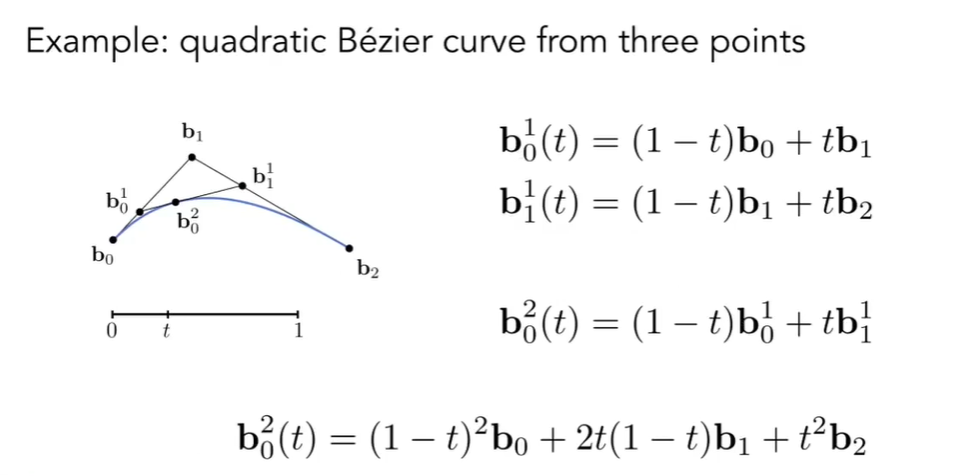 Example: quadratic Bézier curve from three points
b₁
b₀¹
b₁¹
b₀²
b₀
b₂
0 t 1
b₀¹(t) = (1 − t)b₀ + tb₁
b₁¹(t) = (1 − t)b₁ + tb₂
b₀²(t) = (1 − t)b₀¹ + tb₁¹
b₀²(t) = (1 − t)²b₀ + 2t(1 − t)b₁ + t²b₂